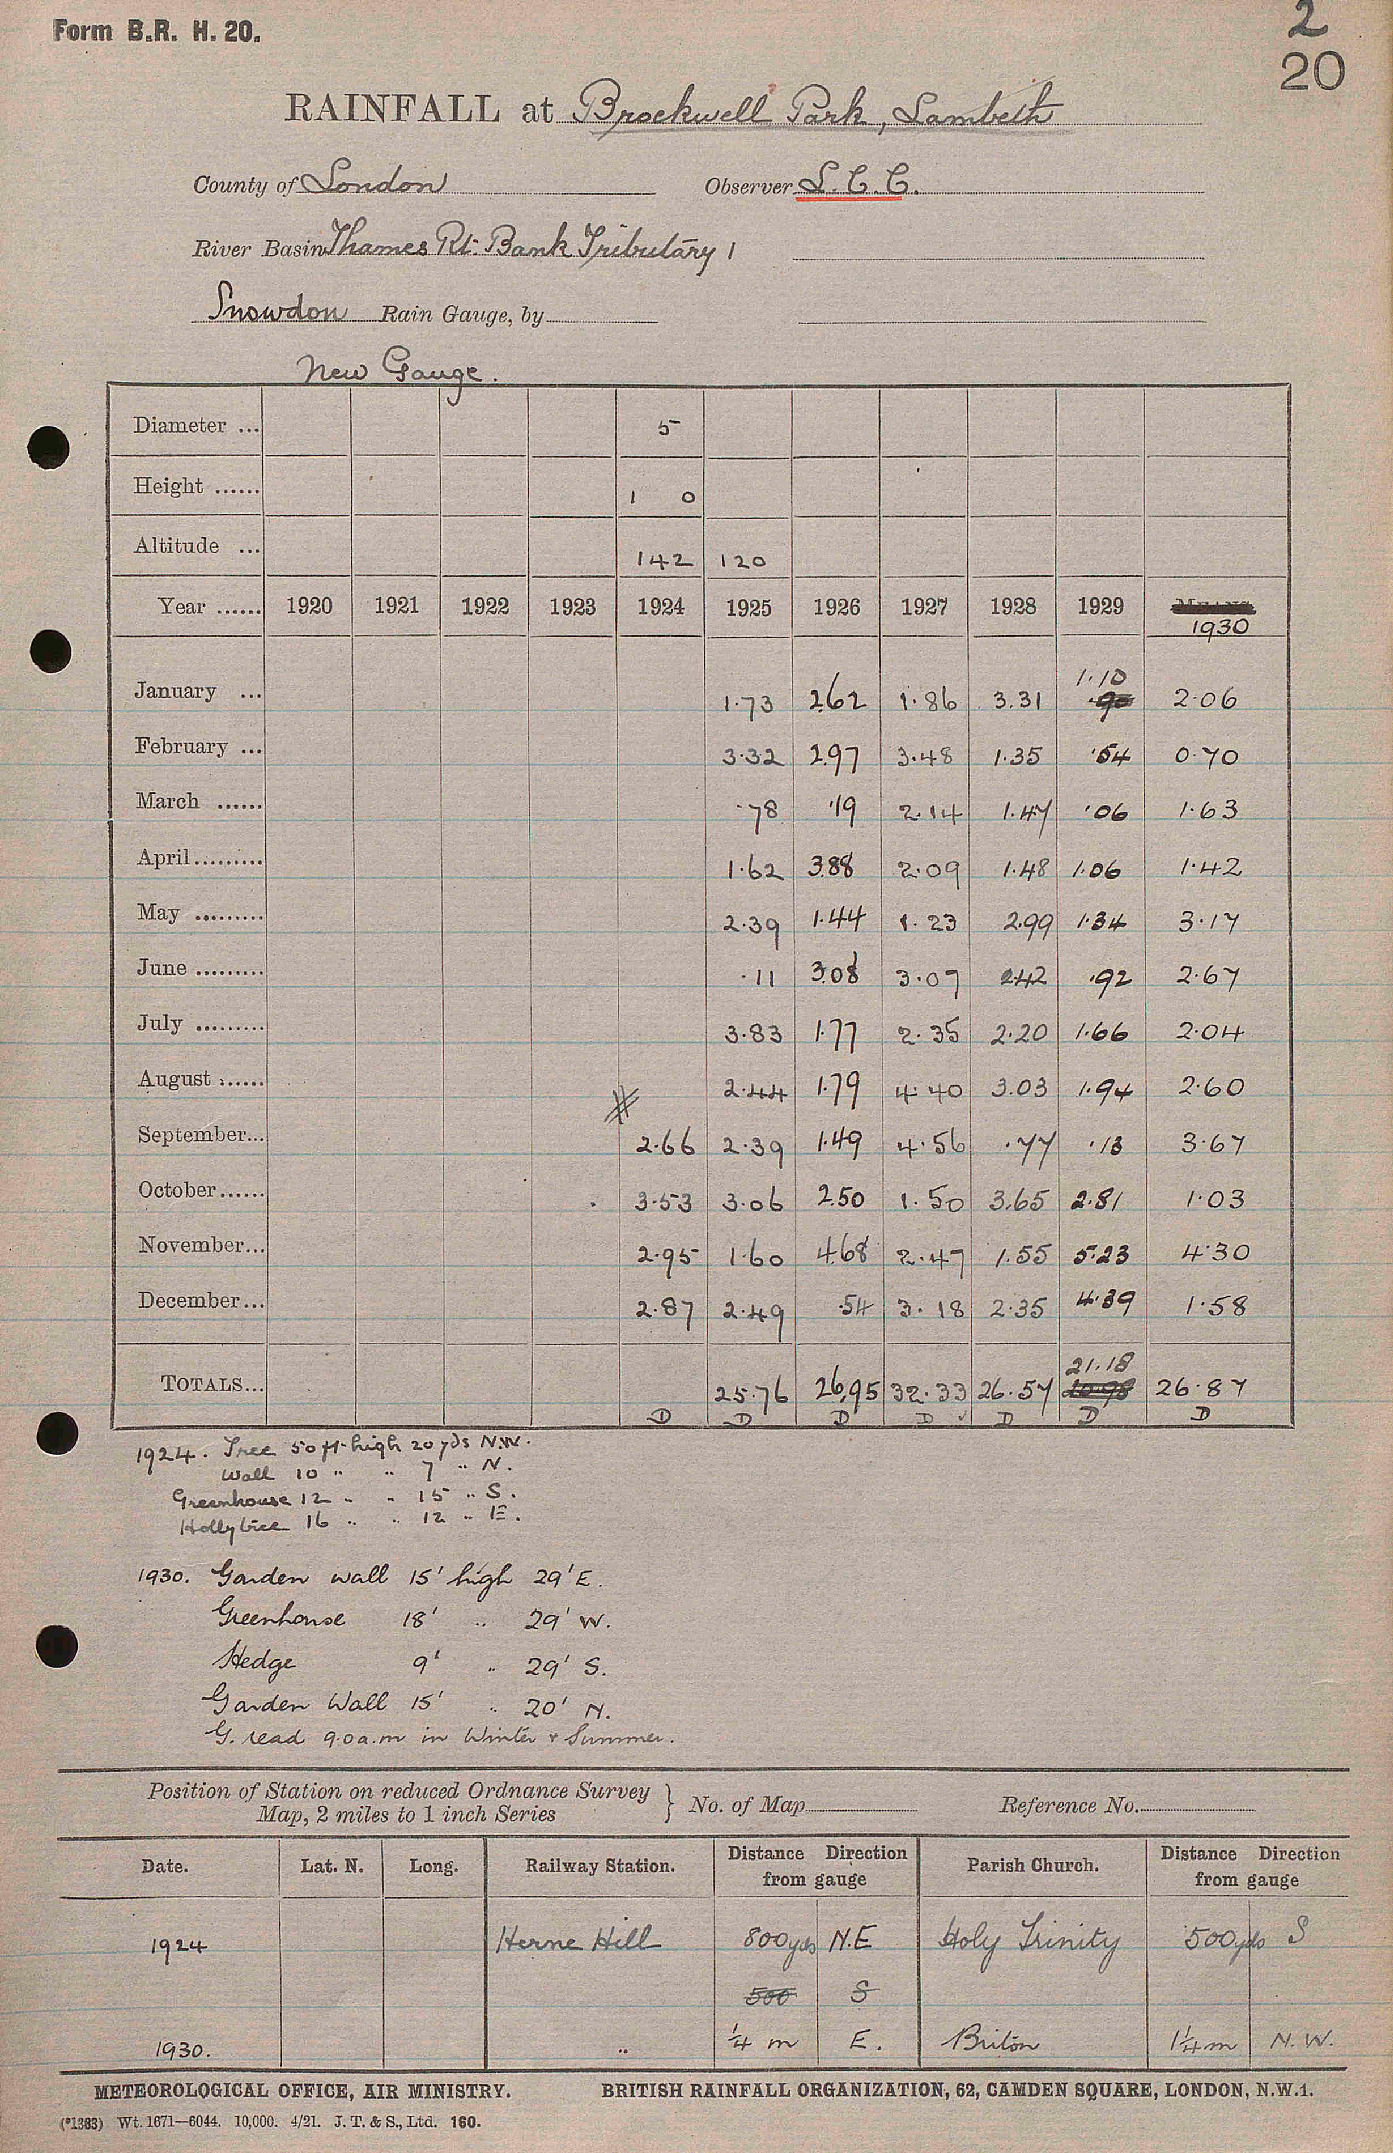 Form B.R. H. 20.
2
20
RAINFALL at Brockwell Park, Lambeth
County of London Observer L.C.C.
River Basin Thames Rt. Bank Tributary 1
Snowdon Rain Gauge, by
New Gauge.
Diameter ... 5
Height ...... 1 0
Altitude ... 142 120
Year ...... 1920 1921 1922 1923 1924 1925 1926 1927 1928 1929 MEANS
1930
1.10
January ... 1.73 2.62 1.86 3.31 .90 2.06
February ... 3.32 2.97 3.48 1.35 .54 0.70
March ...... .78 .19 2.14 1.47 .06 1.63
April......... 1.62 3.88 2.09 1.48 1.06 1.42
May ......... 2.39 1.44 1.23 2.99 1.34 3.17
June ......... .11 3.08 3.07 2.42 .92 2.67
July ......... 3.83 1.77 2.35 2.20 1.66 2.04
August ...... 2.44 1.79 4.40 3.03 1.94 2.60
September... 2.66 2.39 1.49 4.56 .77 .13 3.67
October...... 3.53 3.06 2.50 1.50 3.65 2.81 1.03
November... 2.95 1.60 4.68 2.47 1.55 5.23 4.30
December... 2.87 2.49 .54 3.18 2.35 4.39 1.58
21.18
TOTALS... 25.76 26.95 32.33 26.57 20.98 26.87
D D D D ✓ D D D
1924. Tree 50 ft. high 20 yds N.W.
Wall 10 " " 7 " N.
Greenhouse 12 " " 15 " S.
Hollytree 16 " " 12 " E.
1930. Garden wall 15' high 29' E.
Greenhouse 18' " 29' W.
Hedge 9' " 29' S.
Garden Wall 15' " 20' N.
G. read 9.0 a.m in Winter & Summer.
Position of Station on reduced Ordnance Survey
Map, 2 miles to 1 inch Series } No. of Map Reference No.
Date. Lat. N. Long. Railway Station. Distance Direction from gauge Parish Church. Distance Direction from gauge
1924 Herne Hill 800 yds N.E Holy Trinity 500 yds S
500 S
1930. " 1/4 m E. Briton 1 1/4 m N.W.
METEOROLOGICAL OFFICE, AIR MINISTRY. BRITISH RAINFALL ORGANIZATION, 62, CAMDEN SQUARE, LONDON, N.W.1.
(*1383) Wt. 1671—6044. 10,000. 4/21. J. T. & S., Ltd. 160.